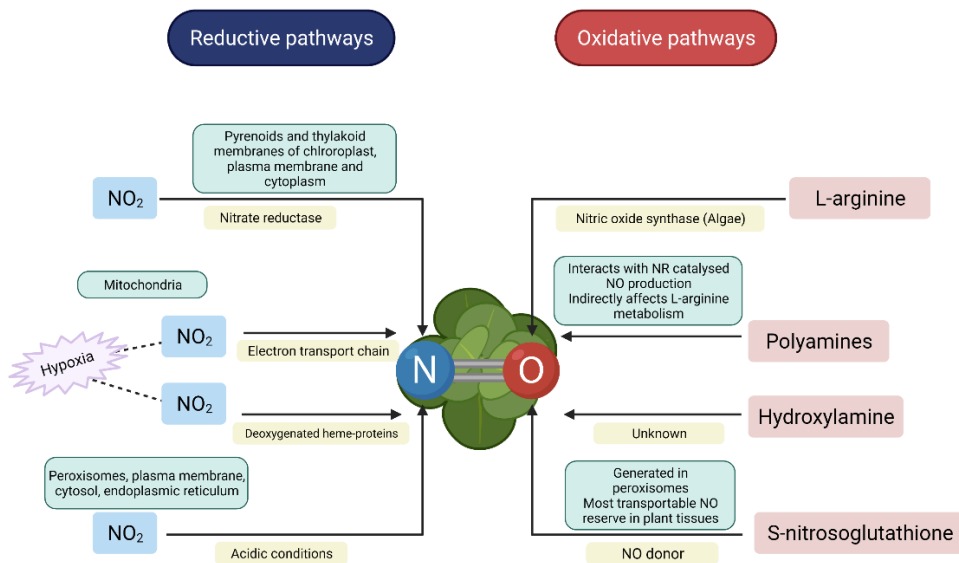 Reductive pathways
Oxidative pathways
Pyrenoids and thylakoid
membranes of chlroroplast,
plasma membrane and
cytoplasm
NO2
Nitrate reductase
L-arginine
Nitric oxide synthase (Algae)
Mitochondria
Interacts with NR catalysed
NO production
Indirectly affects L-arginine
metabolism
NO2
Electron transport chain
Polyamines
Hypoxia
N
O
NO2
Deoxygenated heme-proteins
Hydroxylamine
Unknown
Peroxisomes, plasma membrane,
cytosol, endoplasmic reticulum
Generated in
peroxisomes
Most transportable NO
reserve in plant tissues
NO2
Acidic conditions
S-nitrosoglutathione
NO donor